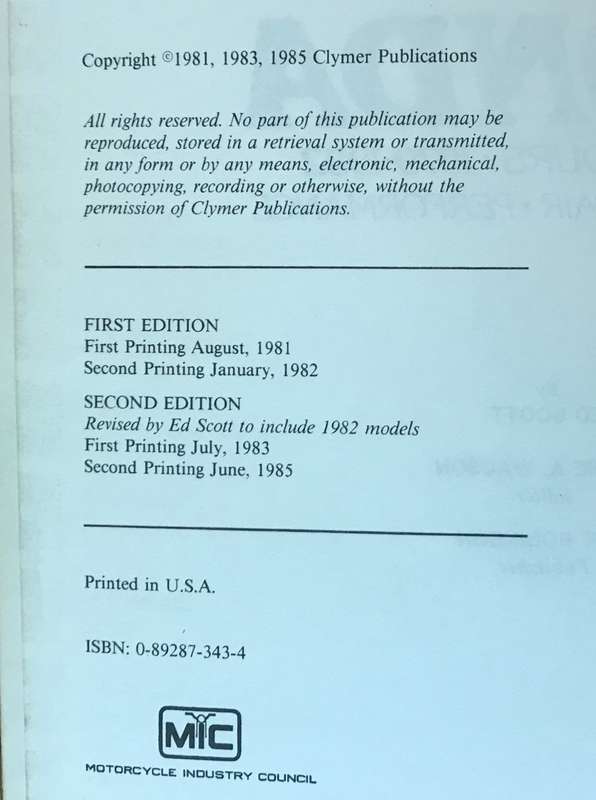 Copyright ©1981, 1983, 1985 Clymer Publications
All rights reserved. No part of this publication may be
reproduced, stored in a retrieval system or transmitted,
in any form or by any means, electronic, mechanical,
photocopying, recording or otherwise, without the
permission of Clymer Publications.
FIRST EDITION
First Printing August, 1981
Second Printing January, 1982
SECOND EDITION
Revised by Ed Scott to include 1982 models
First Printing July, 1983
Second Printing June, 1985
Printed in U.S.A.
ISBN: 0-89287-343-4
MIC
MOTORCYCLE INDUSTRY COUNCIL